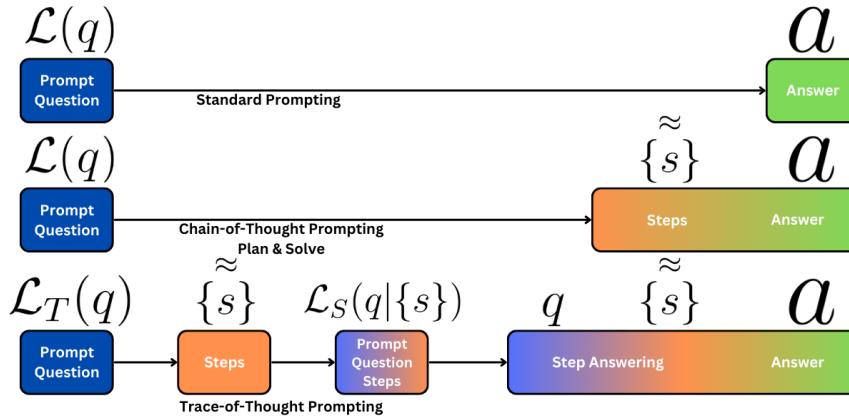 ℒ(q) a
Prompt
Question
Answer
Standard Prompting
≈
ℒ(q) {s} a
Prompt
Question
Steps Answer
Chain-of-Thought Prompting
Plan & Solve
≈ ≈
ℒ_T(q) {s} ℒ_S(q|{s}) q {s} a
Prompt
Question
Steps
Prompt
Question
Steps
Step Answering Answer
Trace-of-Thought Prompting